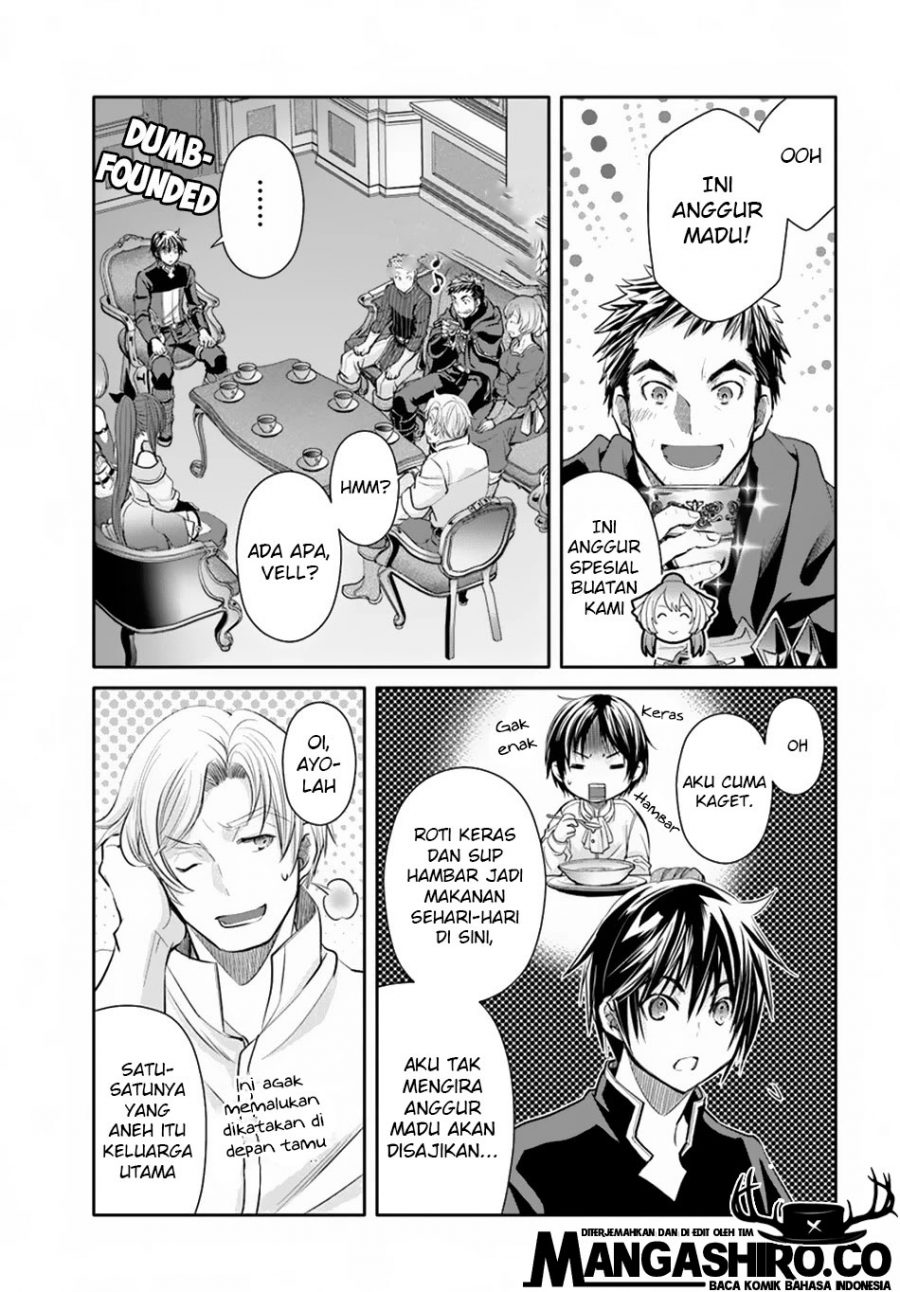 OOH
INI
ANGGUR
MADU!
INI
ANGGUR
SPESIAL
BUATAN
KAMI
DUMB-
FOUNDED
......
HMM?
ADA APA,
VELL?
OH
AKU CUMA
KAGET.
Keras
Gak
enak
Hambar
ROTI KERAS
DAN SUP
HAMBAR JADI
MAKANAN
SEHARI-HARI
DI SINI,
AKU TAK
MENGIRA
ANGGUR
MADU AKAN
DISAJIKAN...
OI,
AYO-
LAH
SATU-
SATUNYA
YANG
ANEH ITU
KELUARGA
UTAMA
Ini agak
memalukan
dikatakan di
depan tamu
DITERJEMAHKAN DAN DI EDIT OLEH TIM
MANGASHIRO.CO
BACA KOMIK BAHASA INDONESIA